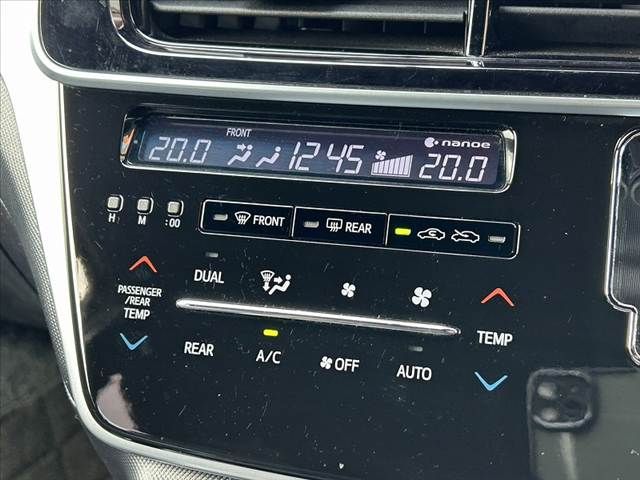 FRONT
20.0 12 45 nanoe 20.0
H M :00
FRONT REAR
DUAL
PASSENGER
/REAR
TEMP
TEMP
REAR A/C OFF AUTO